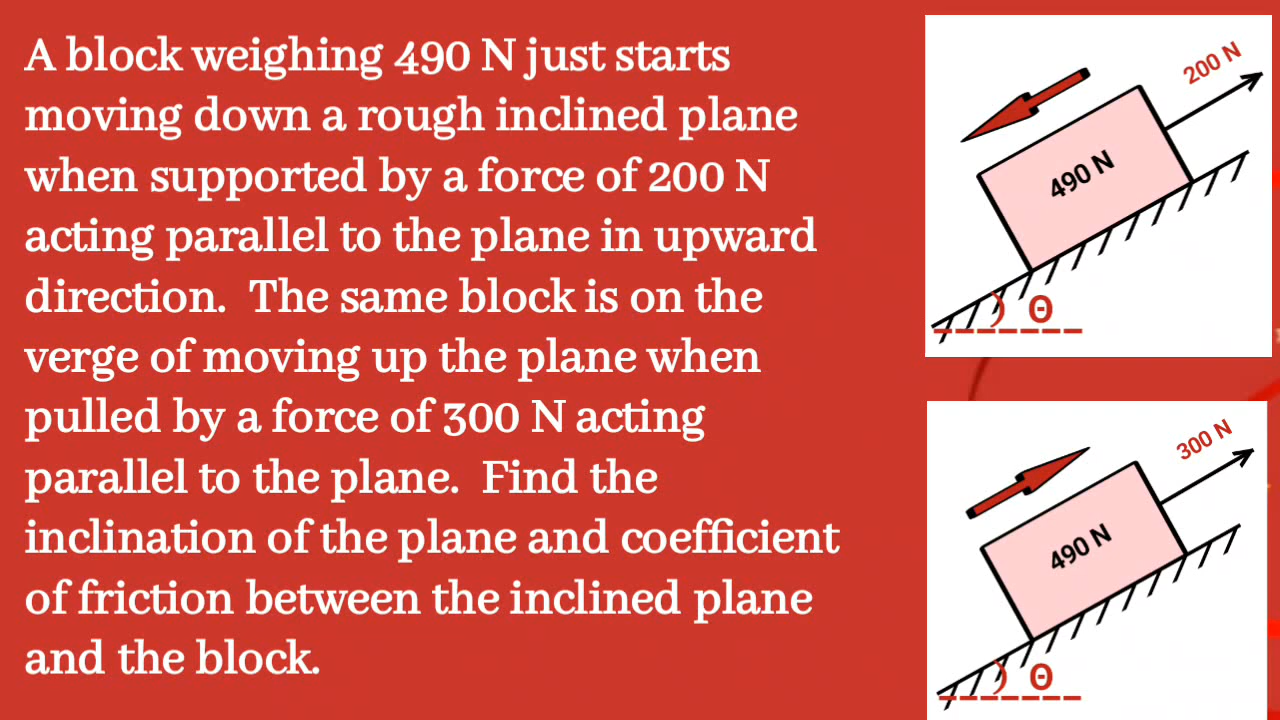 A block weighing 490 N just starts
moving down a rough inclined plane
when supported by a force of 200 N
acting parallel to the plane in upward
direction.  The same block is on the
verge of moving up the plane when
pulled by a force of 300 N acting
parallel to the plane.  Find the
inclination of the plane and coefficient
of friction between the inclined plane
and the block.
200 N
490 N
Θ
300 N
490 N
Θ